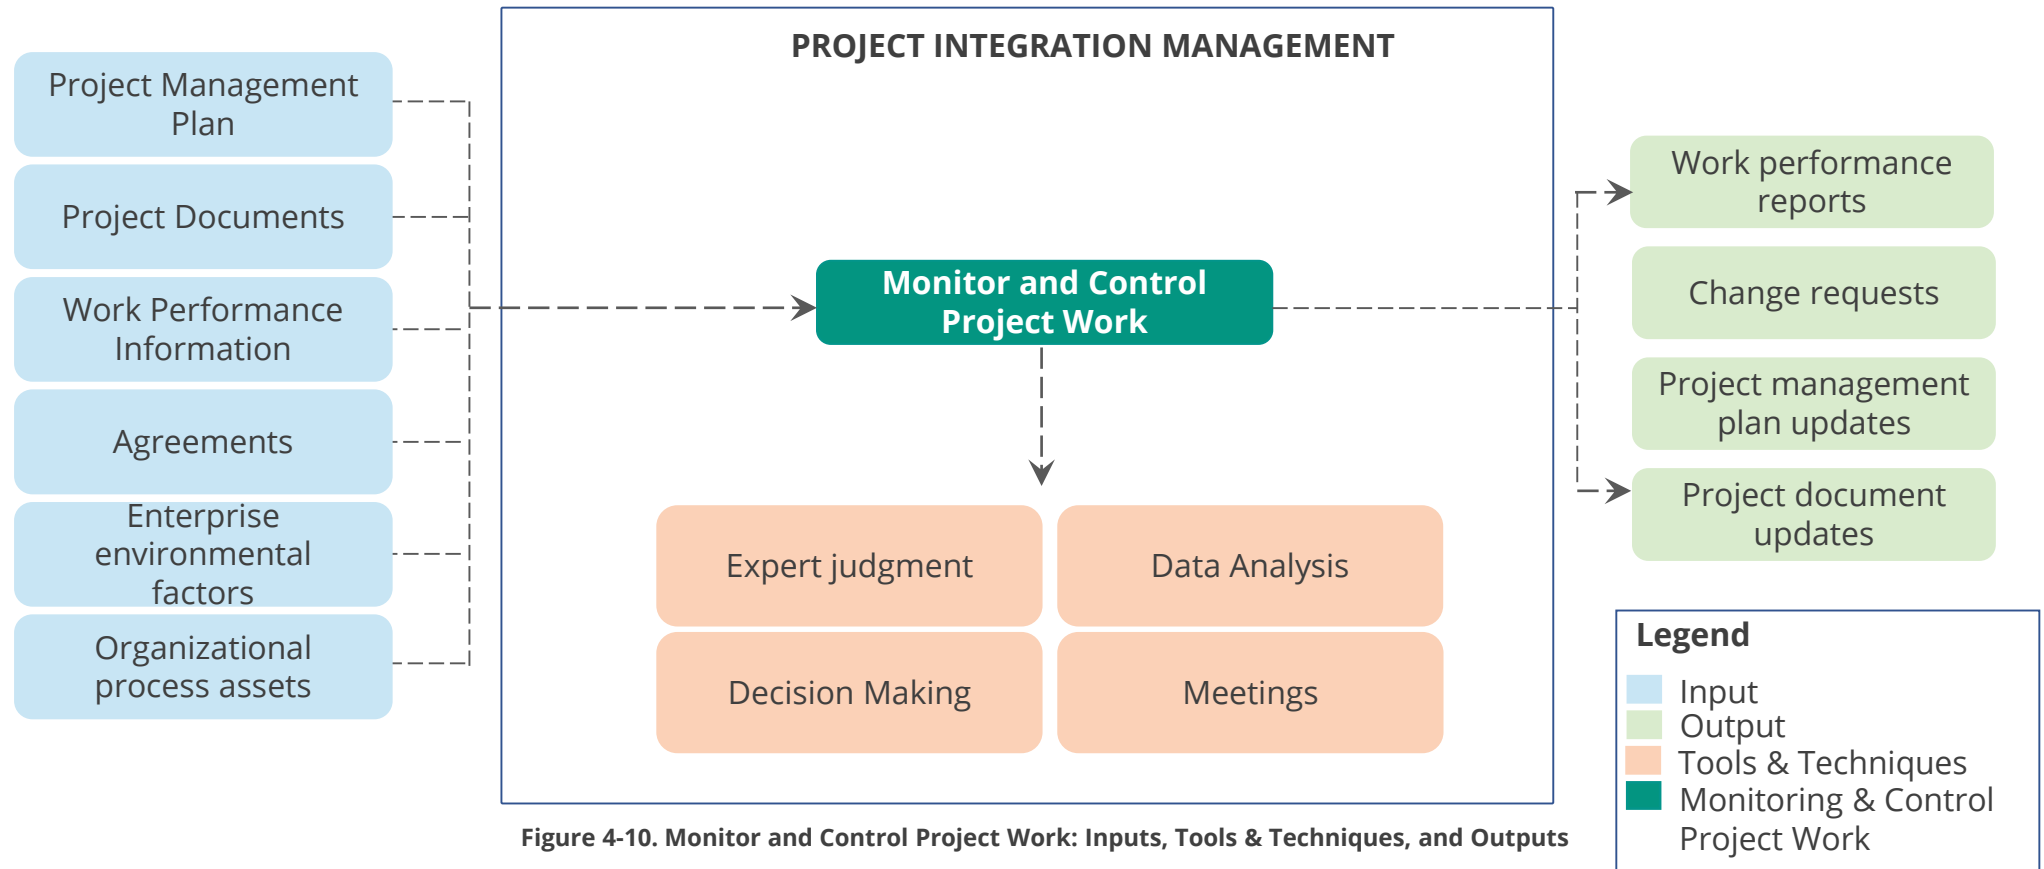 PROJECT INTEGRATION MANAGEMENT
Project Management
Plan
Project Documents
Work Performance
Information
Agreements
Enterprise
environmental
factors
Organizational
process assets
Monitor and Control
Project Work
Expert judgment
Data Analysis
Decision Making
Meetings
Work performance
reports
Change requests
Project management
plan updates
Project document
updates
Legend
Input
Output
Tools & Techniques
Monitoring & Control
Project Work
Figure 4-10. Monitor and Control Project Work: Inputs, Tools & Techniques, and Outputs